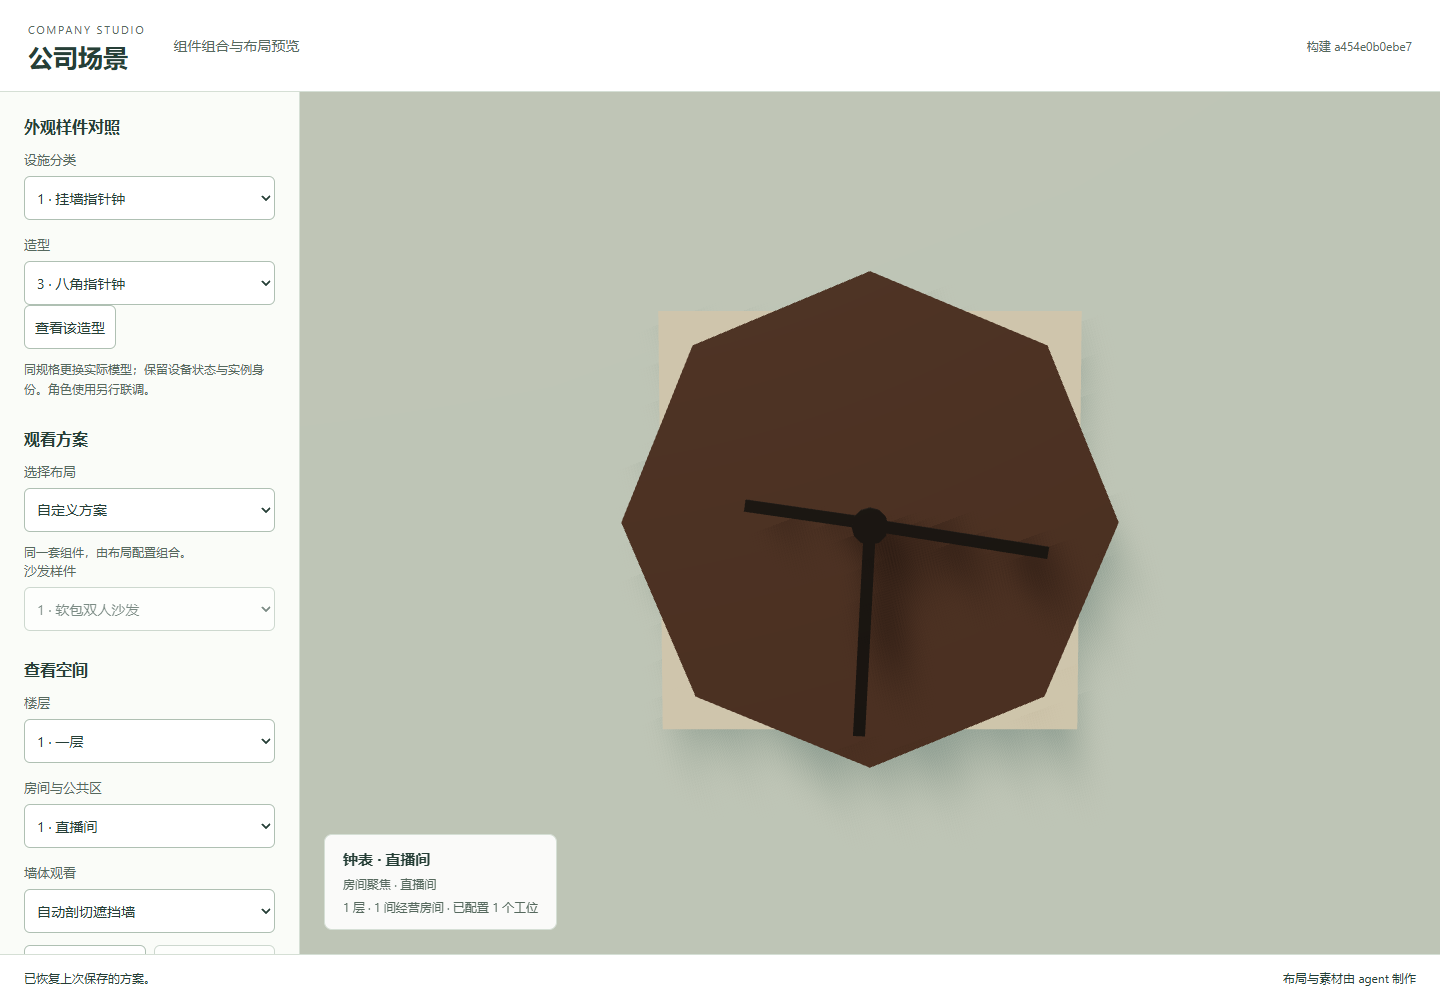 COMPANY STUDIO
公司场景
组件组合与布局预览
构建 a454e0b0ebe7
外观样件对照
设施分类
1 · 挂墙指针钟
造型
3 · 八角指针钟
查看该造型
同规格更换实际模型；保留设备状态与实例身
份。角色使用另行联调。
观看方案
选择布局
自定义方案
同一套组件，由布局配置组合。
沙发样件
1 · 软包双人沙发
查看空间
楼层
1 · 一层
房间与公共区
1 · 直播间
墙体观看
自动剖切遮挡墙
钟表 · 直播间
房间聚焦 · 直播间
1 层 · 1 间经营房间 · 已配置 1 个工位
已恢复上次保存的方案。
布局与素材由 agent 制作